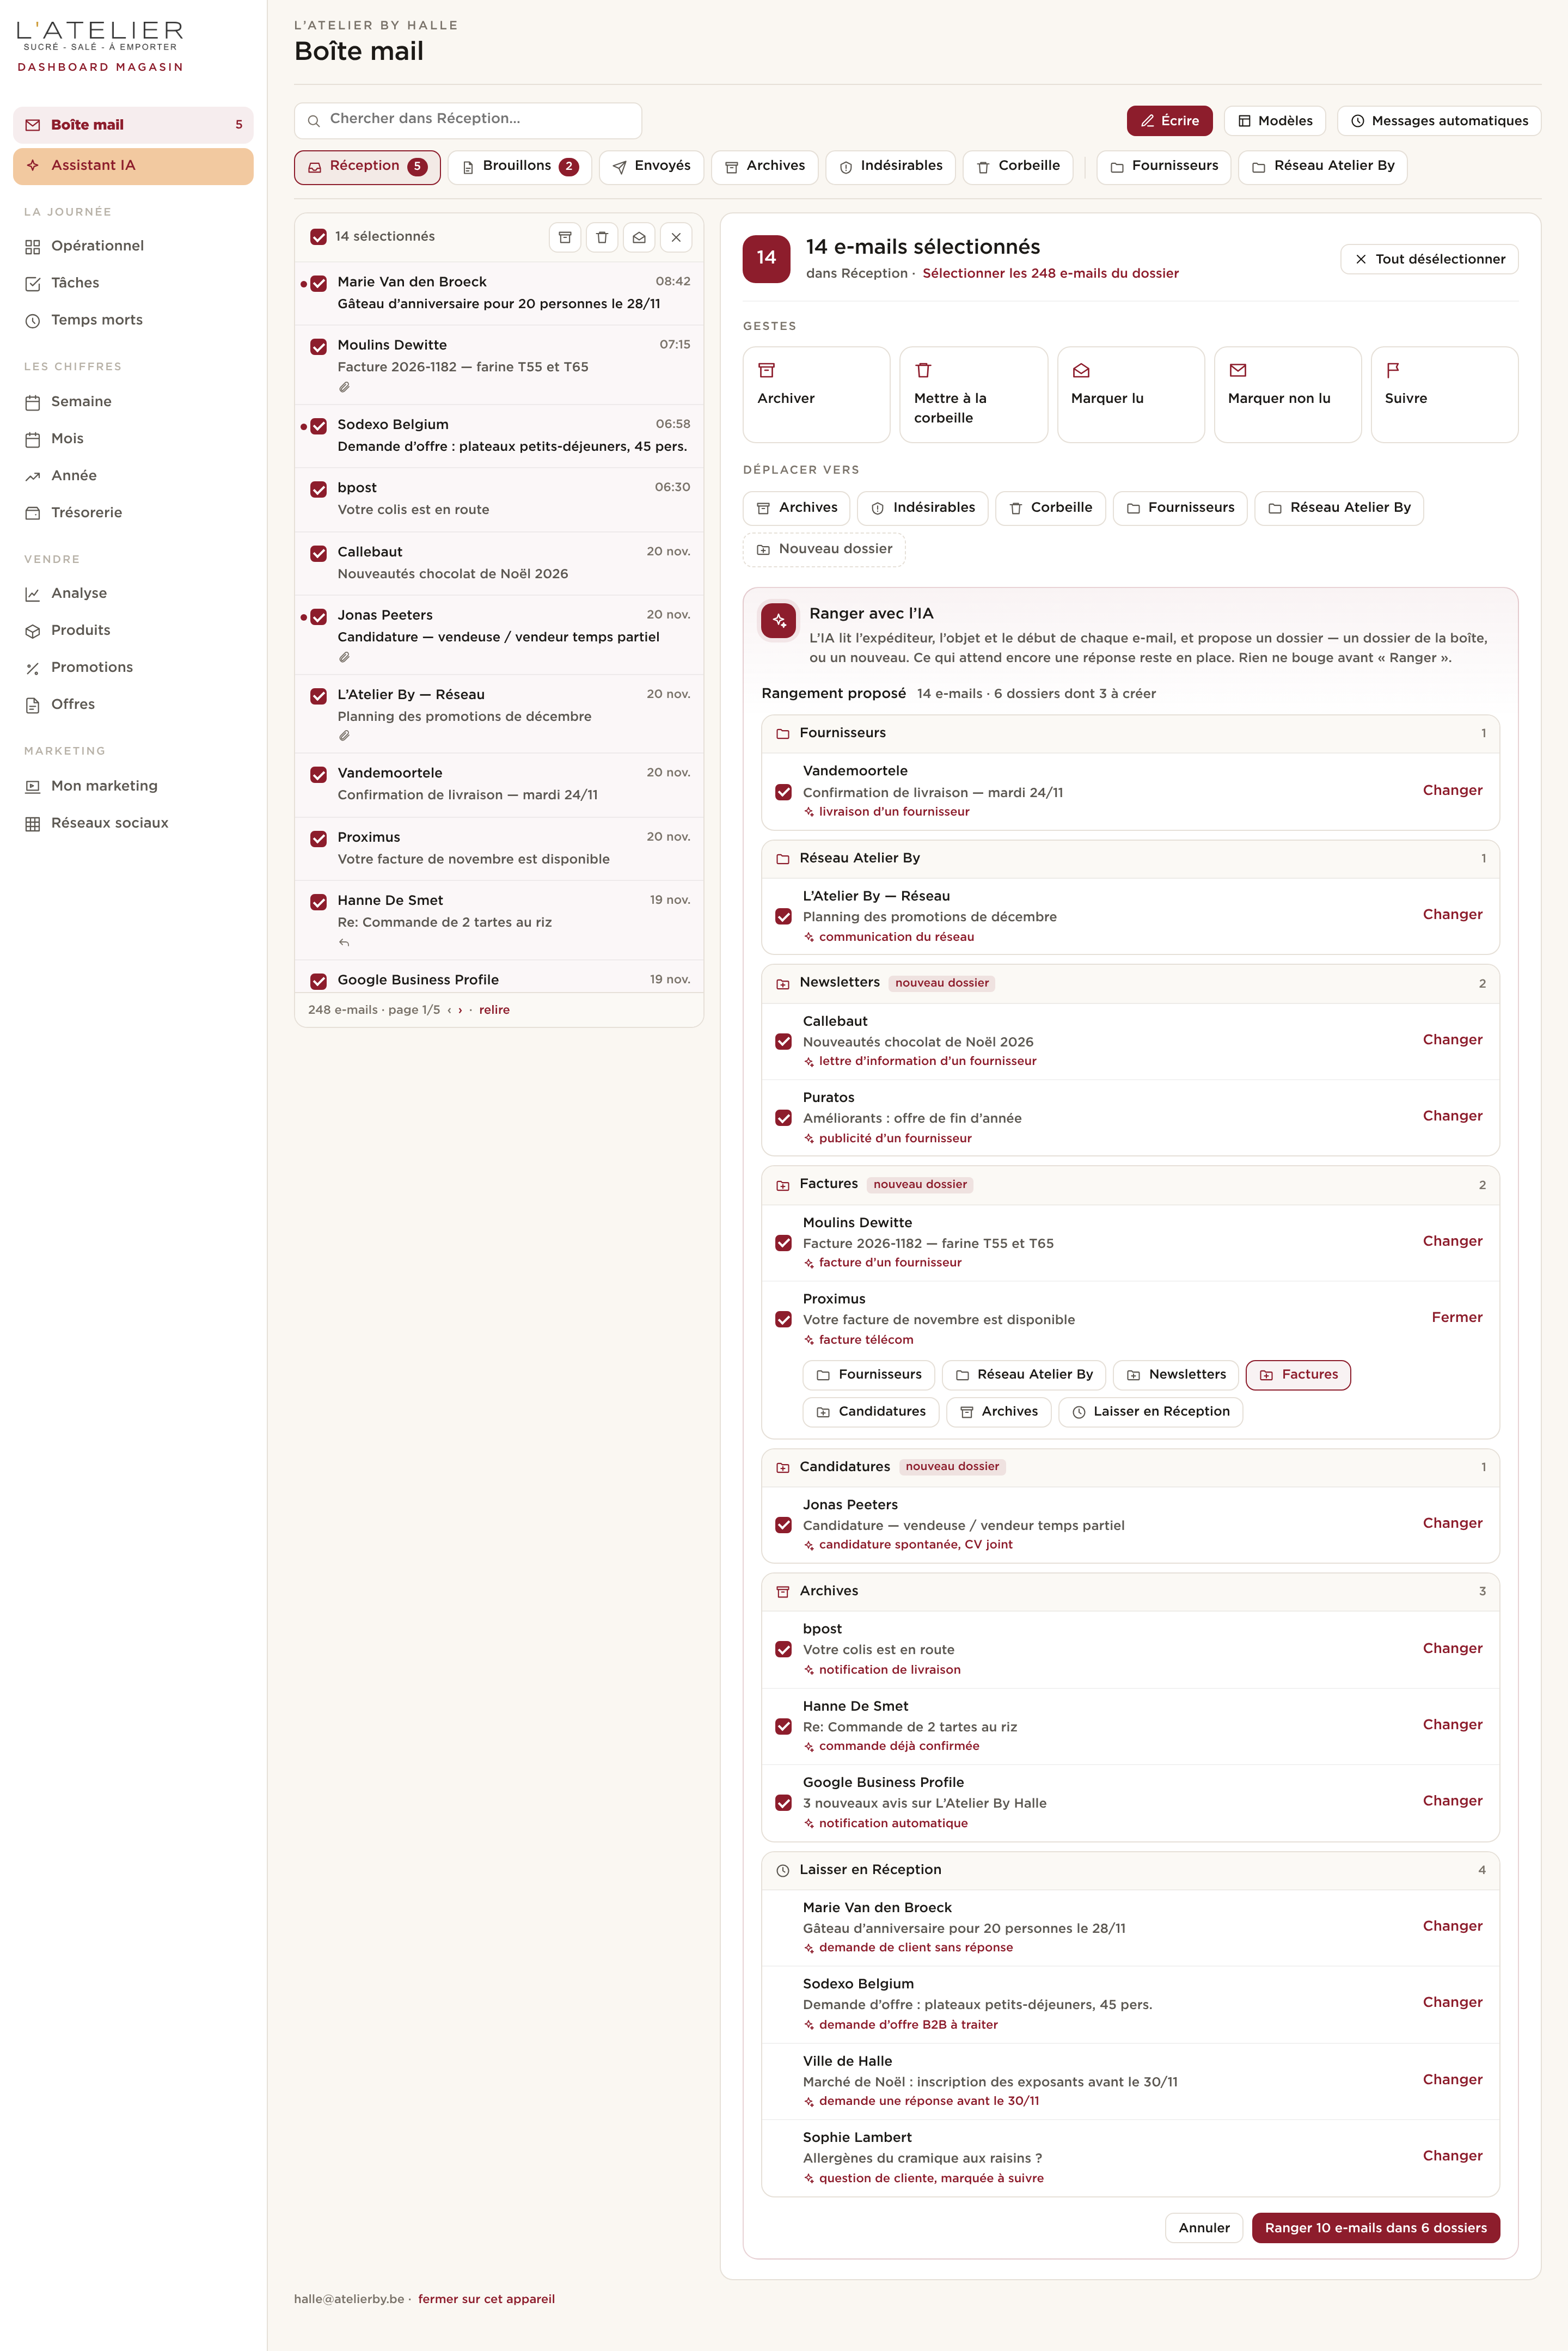 L'ATELIER
SUCRÉ - SALÉ - À EMPORTER
DASHBOARD MAGASIN
Boîte mail 5
Assistant IA
LA JOURNÉE
Opérationnel
Tâches
Temps morts
LES CHIFFRES
Semaine
Mois
Année
Trésorerie
VENDRE
Analyse
Produits
Promotions
Offres
MARKETING
Mon marketing
Réseaux sociaux
L’ATELIER BY HALLE
Boîte mail
Chercher dans Réception…
Écrire
Modèles
Messages automatiques
Réception 5
Brouillons 2
Envoyés
Archives
Indésirables
Corbeille
Fournisseurs
Réseau Atelier By
14 sélectionnés
Marie Van den Broeck 08:42
Gâteau d’anniversaire pour 20 personnes le 28/11
Moulins Dewitte 07:15
Facture 2026-1182 — farine T55 et T65
Sodexo Belgium 06:58
Demande d’offre : plateaux petits-déjeuners, 45 pers.
bpost 06:30
Votre colis est en route
Callebaut 20 nov.
Nouveautés chocolat de Noël 2026
Jonas Peeters 20 nov.
Candidature — vendeuse / vendeur temps partiel
L’Atelier By — Réseau 20 nov.
Planning des promotions de décembre
Vandemoortele 20 nov.
Confirmation de livraison — mardi 24/11
Proximus 20 nov.
Votre facture de novembre est disponible
Hanne De Smet 19 nov.
Re: Commande de 2 tartes au riz
Google Business Profile 19 nov.
248 e-mails · page 1/5 ‹ › · relire
14
14 e-mails sélectionnés
dans Réception · Sélectionner les 248 e-mails du dossier
Tout désélectionner
GESTES
Archiver
Mettre à la
corbeille
Marquer lu
Marquer non lu
Suivre
DÉPLACER VERS
Archives
Indésirables
Corbeille
Fournisseurs
Réseau Atelier By
Nouveau dossier
Ranger avec l’IA
L’IA lit l’expéditeur, l’objet et le début de chaque e-mail, et propose un dossier — un dossier de la boîte,
ou un nouveau. Ce qui attend encore une réponse reste en place. Rien ne bouge avant « Ranger ».
Rangement proposé 14 e-mails · 6 dossiers dont 3 à créer
Fournisseurs 1
Vandemoortele
Confirmation de livraison — mardi 24/11
livraison d’un fournisseur
Changer
Réseau Atelier By 1
L’Atelier By — Réseau
Planning des promotions de décembre
communication du réseau
Changer
Newsletters nouveau dossier 2
Callebaut
Nouveautés chocolat de Noël 2026
lettre d’information d’un fournisseur
Changer
Puratos
Améliorants : offre de fin d’année
publicité d’un fournisseur
Changer
Factures nouveau dossier 2
Moulins Dewitte
Facture 2026-1182 — farine T55 et T65
facture d’un fournisseur
Changer
Proximus
Votre facture de novembre est disponible
facture télécom
Fermer
Fournisseurs
Réseau Atelier By
Newsletters
Factures
Candidatures
Archives
Laisser en Réception
Candidatures nouveau dossier 1
Jonas Peeters
Candidature — vendeuse / vendeur temps partiel
candidature spontanée, CV joint
Changer
Archives 3
bpost
Votre colis est en route
notification de livraison
Changer
Hanne De Smet
Re: Commande de 2 tartes au riz
commande déjà confirmée
Changer
Google Business Profile
3 nouveaux avis sur L’Atelier By Halle
notification automatique
Changer
Laisser en Réception 4
Marie Van den Broeck
Gâteau d’anniversaire pour 20 personnes le 28/11
demande de client sans réponse
Changer
Sodexo Belgium
Demande d’offre : plateaux petits-déjeuners, 45 pers.
demande d’offre B2B à traiter
Changer
Ville de Halle
Marché de Noël : inscription des exposants avant le 30/11
demande une réponse avant le 30/11
Changer
Sophie Lambert
Allergènes du cramique aux raisins ?
question de cliente, marquée à suivre
Changer
Annuler
Ranger 10 e-mails dans 6 dossiers
halle@atelierby.be · fermer sur cet appareil